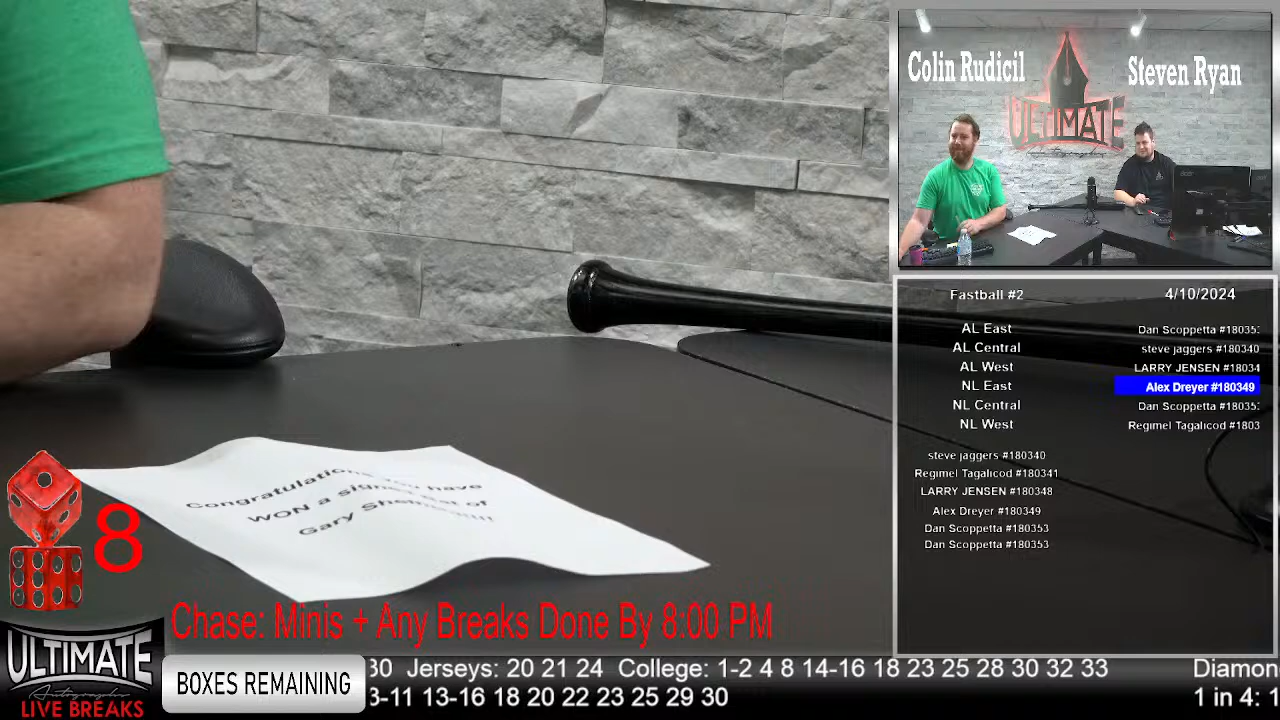 Colin Rudicil
Steven Ryan
ULTIMATE
Fastball #2 4/10/2024
AL East Dan Scoppetta #18035
AL Central steve jaggers #180340
AL West LARRY JENSEN #18034
NL East Alex Dreyer #180349
NL Central Dan Scoppetta #18035
NL West Regimel Tagalicod #1803
steve jaggers #180340
Regimel Tagalicod #180341
LARRY JENSEN #180348
Alex Dreyer #180349
Dan Scoppetta #180353
Dan Scoppetta #180353
Congratulations you have
WON a signed bat of
Gary
8
Chase: Minis + Any Breaks Done By 8:00 PM
ULTIMATE
Autographs
LIVE BREAKS
BOXES REMAINING
30 Jerseys: 20 21 24 College: 1-2 4 8 14-16 18 23 25 28 30 32 33 Diamon
3-11 13-16 18 20 22 23 25 29 30 1 in 4: 1